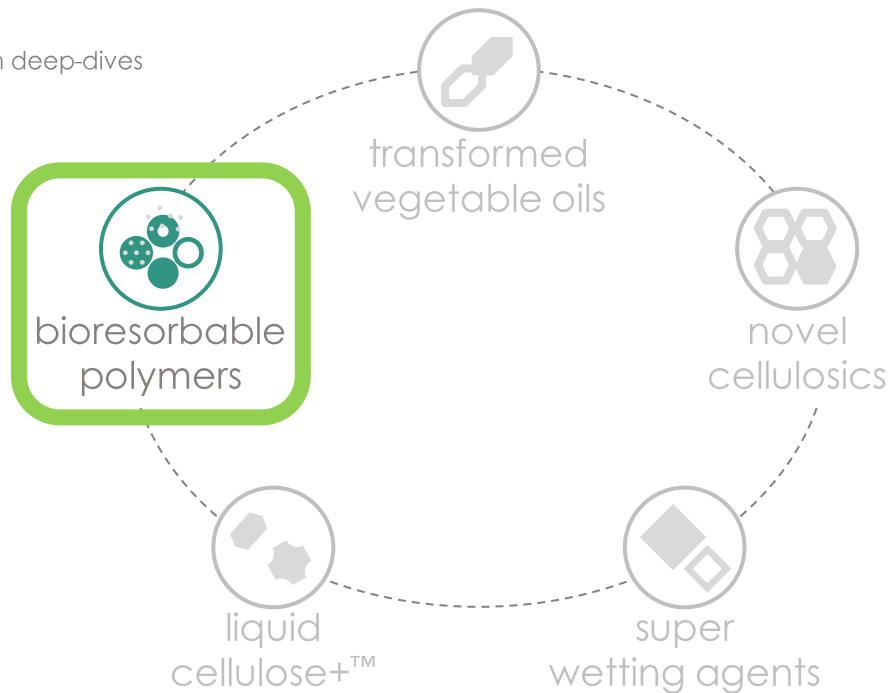 deep-dives
transformed
vegetable oils
bioresorbable
polymers
novel
cellulosics
liquid
cellulose+™
super
wetting agents